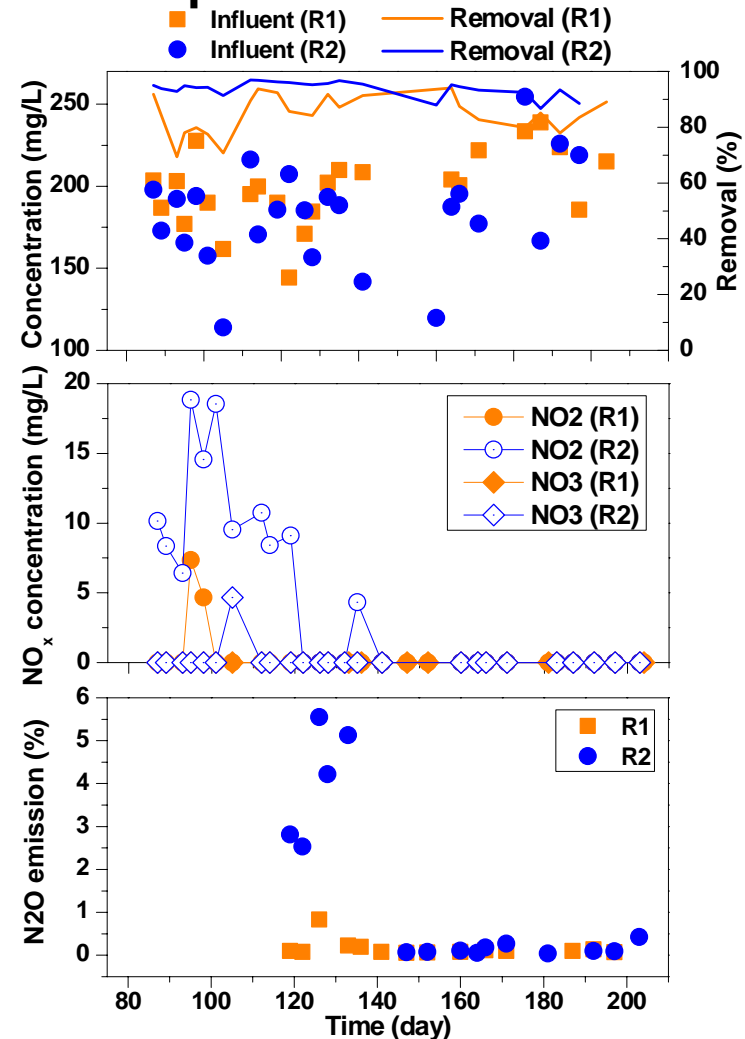 Influent (R1) Removal (R1)
Influent (R2) Removal (R2)
Concentration (mg/L)
250
200
150
100
100
80
60
40
20
0
Removal (%)
NOx concentration (mg/L)
20
15
10
5
0
NO2 (R1)
NO2 (R2)
NO3 (R1)
NO3 (R2)
N2O emission (%)
6
5
4
3
2
1
0
R1
R2
80 100 120 140 160 180 200
Time (day)